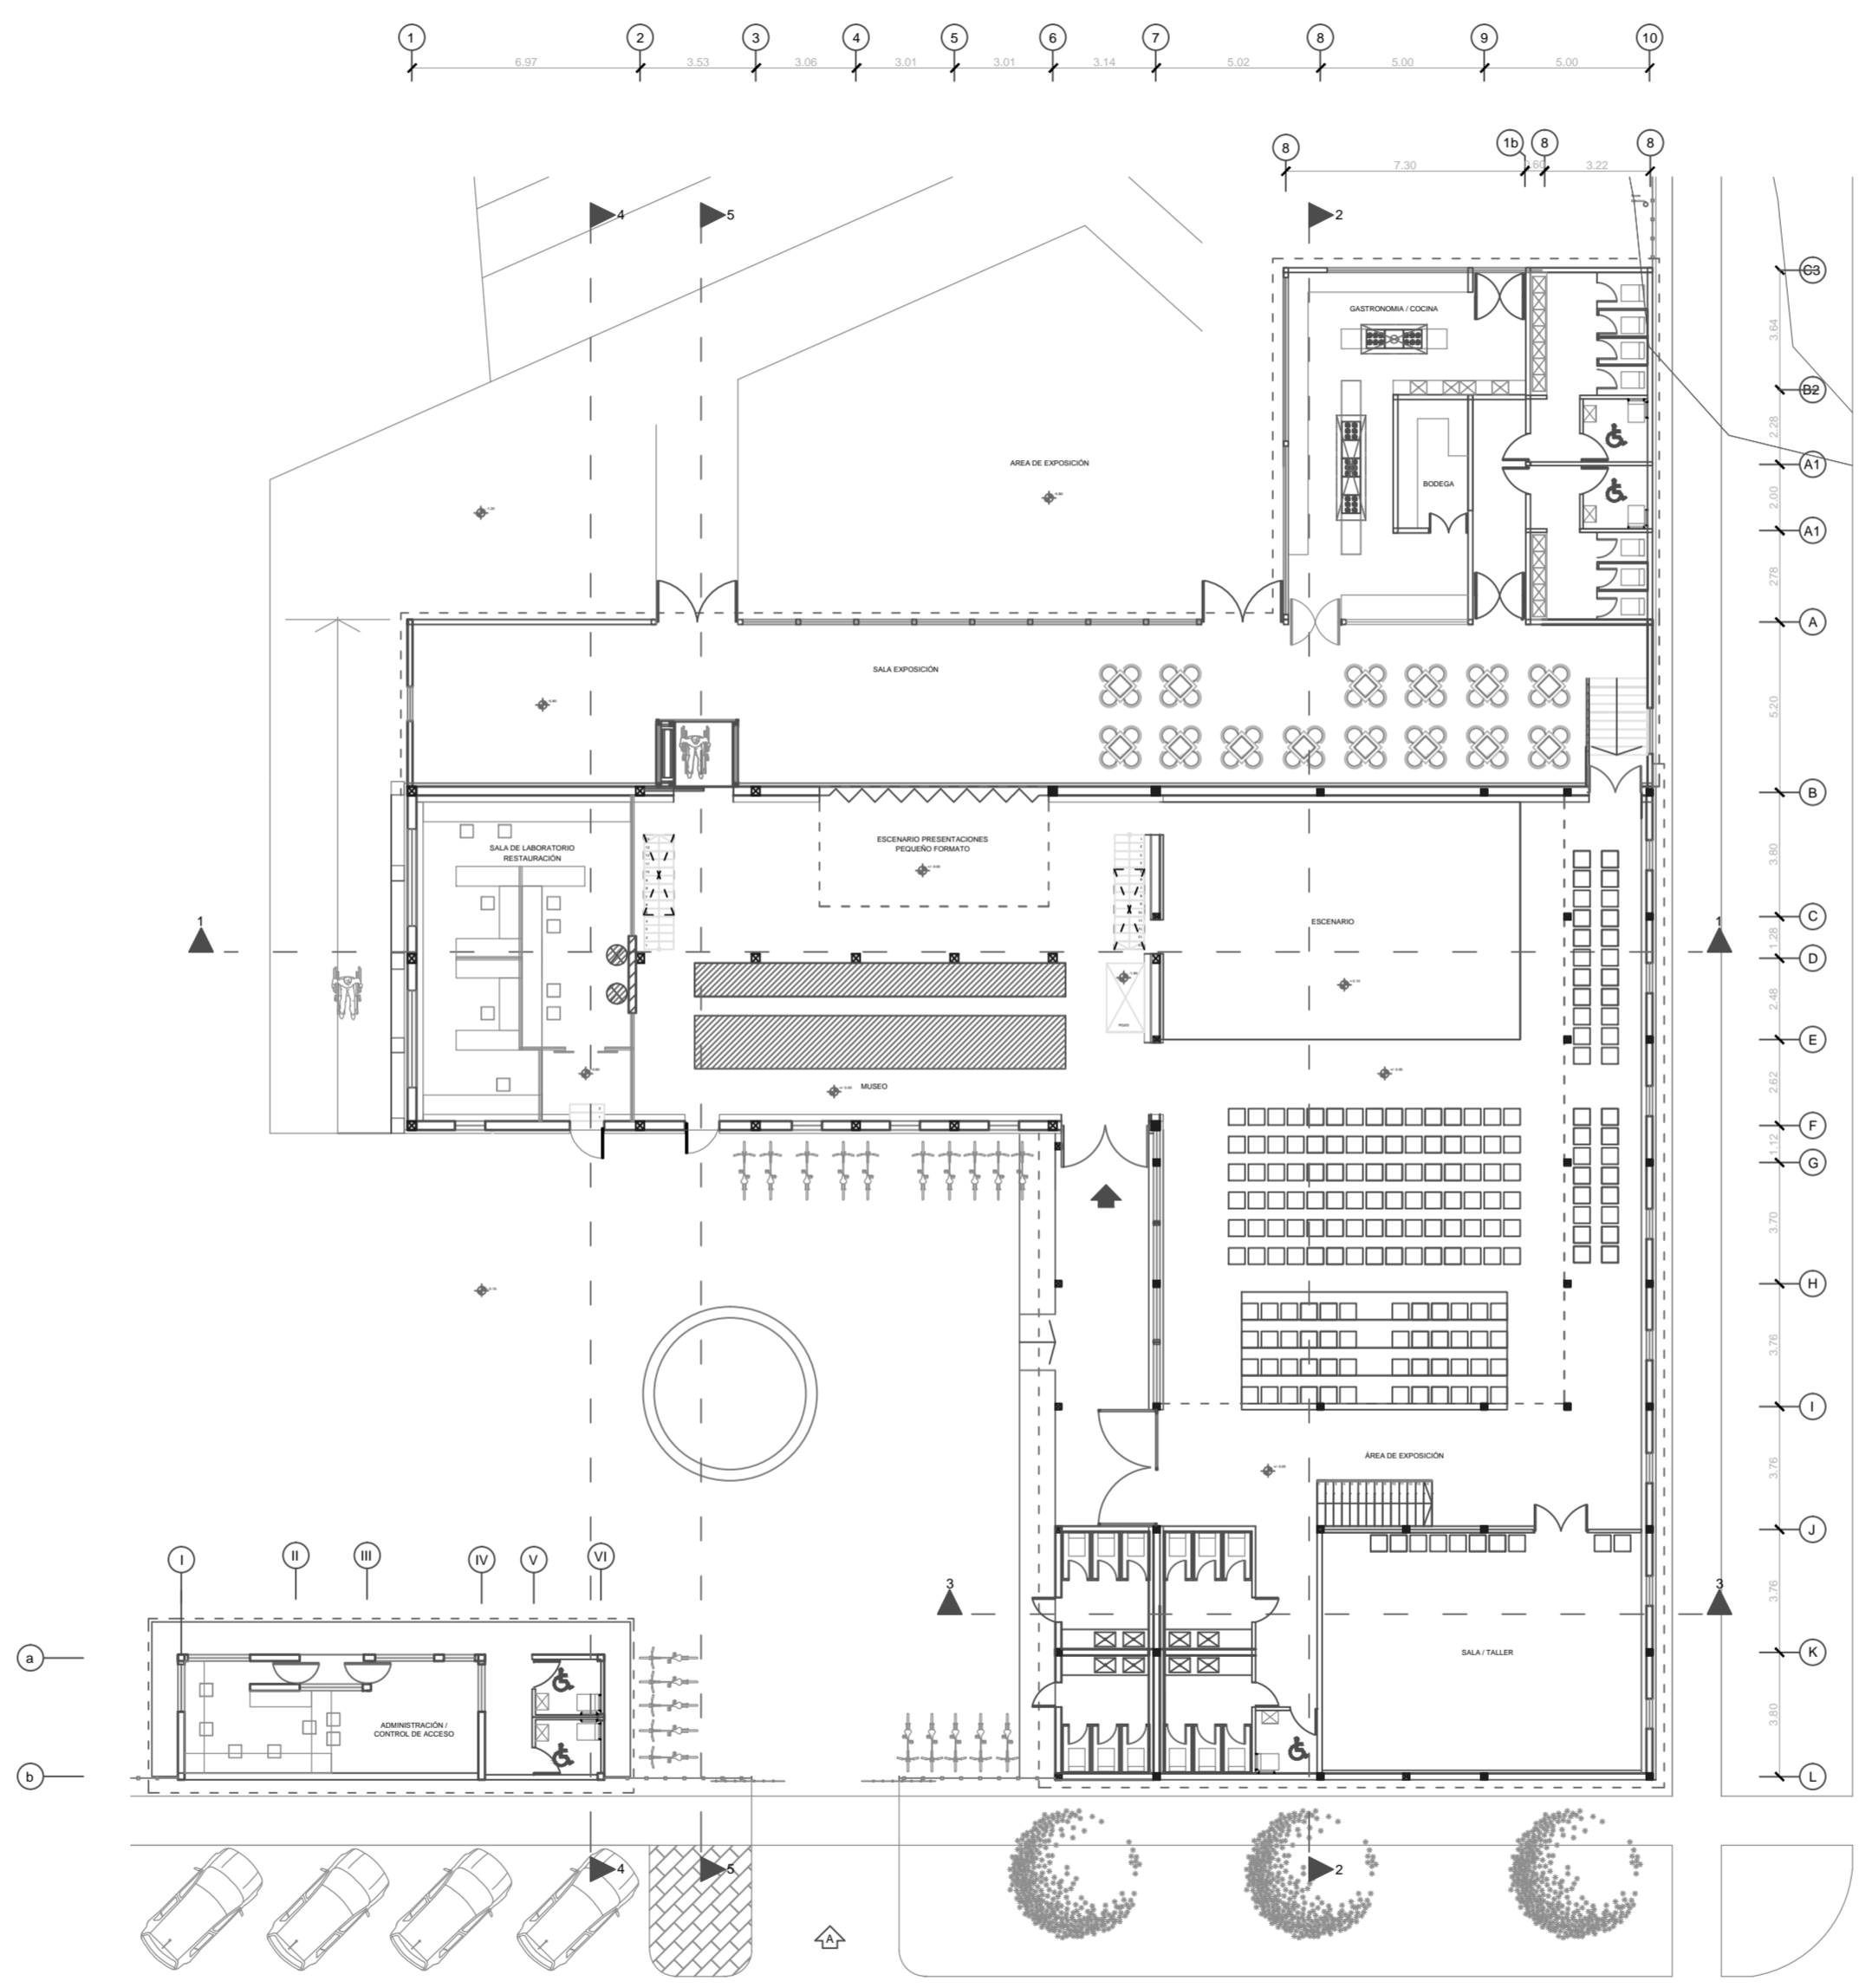 1 2 3 4 5 6 7 8 9 10
6.97 3.53 3.06 3.01 3.01 3.14 5.02 5.00 5.00
8 1b 8 8
7.30 3.22
4 5 2
C3
GASTRONOMIA / COCINA
3.64
B2
2.28
AREA DE EXPOSICIÓN
A1
BODEGA
2.00
A1
278
A
SALA EXPOSICIÓN
5.20
B
SALA DE LABORATORIO
RESTAURACIÓN
ESCENARIO PRESENTACIONES
PEQUEÑO FORMATO
3.80
ESCENARIO
C
1 1
1.28
D
2.48
E
MUSEO
2.62
F
1.12
G
3.70
H
3.76
I
ÁREA DE EXPOSICIÓN
3.76
J
I II III IV V VI
3 3
3.76
a
SALA / TALLER
K
ADMINISTRACIÓN /
CONTROL DE ACCESO
3.80
b
L
4 5 2
A